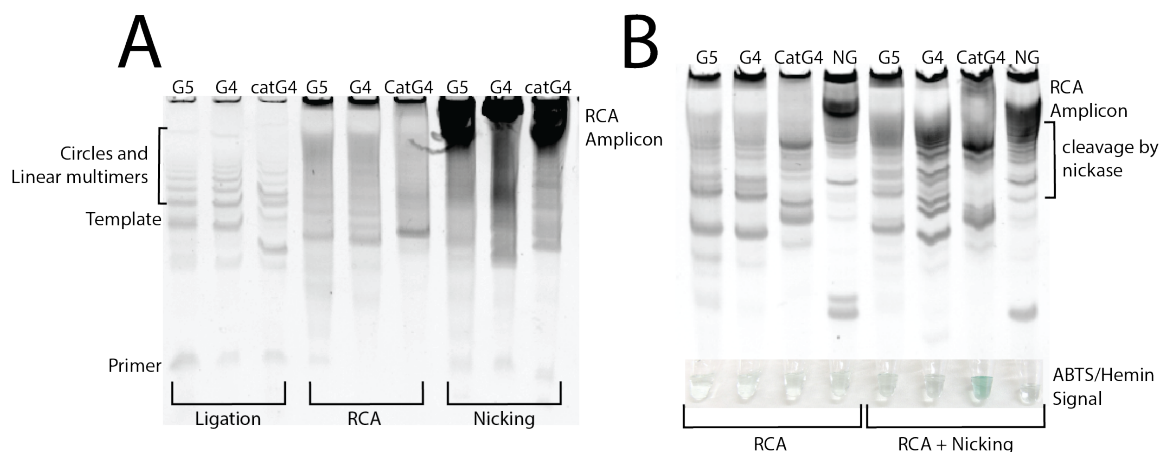 A
G5 G4 catG4 G5 G4 CatG4 G5 G4 catG4
RCA
Amplicon
Circles and
Linear multimers
Template
Primer
Ligation RCA Nicking
B
G5 G4 CatG4 NG G5 G4 CatG4 NG
RCA
Amplicon
cleavage by
nickase
ABTS/Hemin
Signal
RCA RCA + Nicking